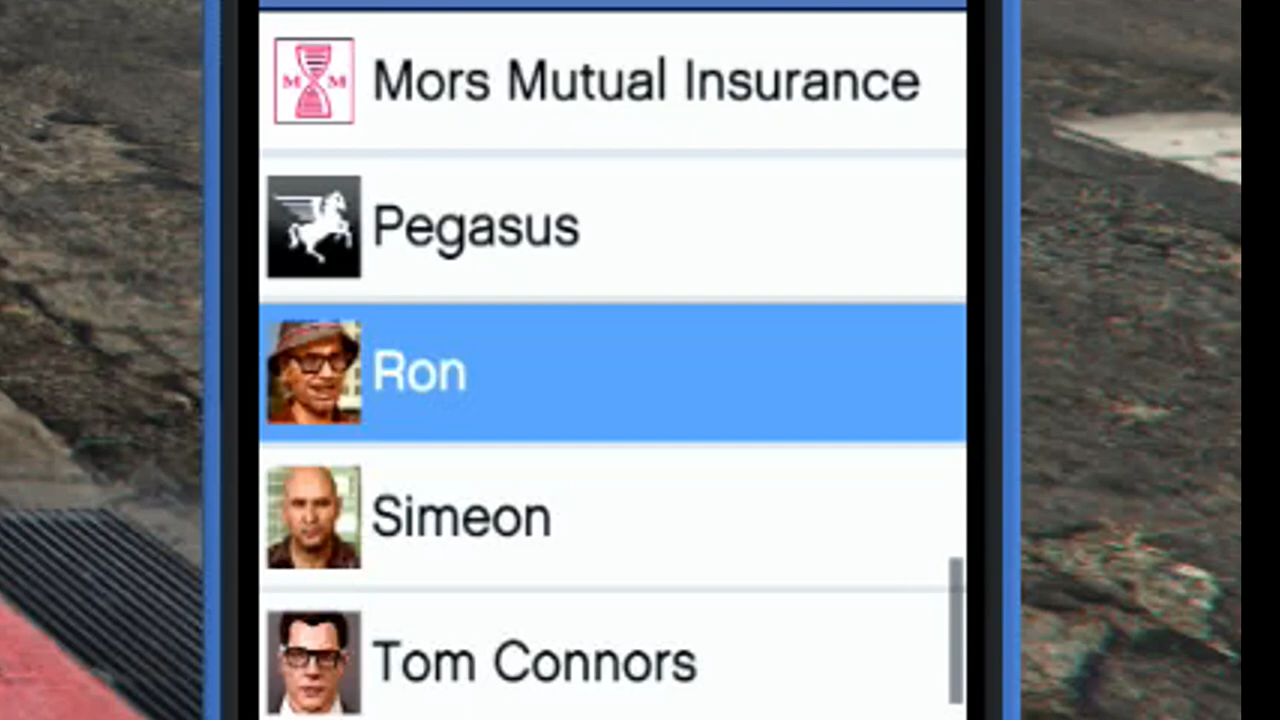 M M
Mors Mutual Insurance
Pegasus
Ron
Simeon
Tom Connors